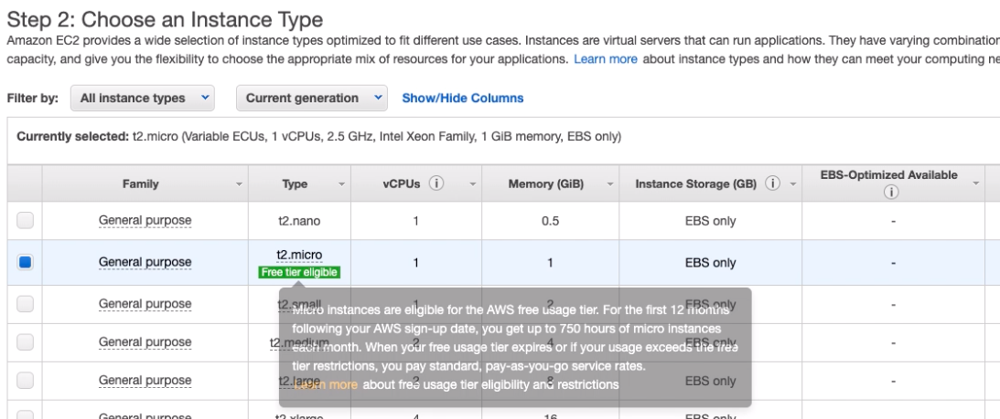 Step 2: Choose an Instance Type
Amazon EC2 provides a wide selection of instance types optimized to fit different use cases. Instances are virtual servers that can run applications. They have varying combination
capacity, and give you the flexibility to choose the appropriate mix of resources for your applications. Learn more about instance types and how they can meet your computing ne
Filter by: All instance types Current generation Show/Hide Columns
Currently selected: t2.micro (Variable ECUs, 1 vCPUs, 2.5 GHz, Intel Xeon Family, 1 GiB memory, EBS only)
Family Type vCPUs i Memory (GiB) Instance Storage (GB) i EBS-Optimized Available i
General purpose t2.nano 1 0.5 EBS only -
General purpose t2.micro 1 1 EBS only -
Free tier eligible
General purpose t2.small 1 2 EBS only -
Micro instances are eligible for the AWS free usage tier. For the first 12 months
following your AWS sign-up date, you get up to 750 hours of micro instances
General purpose t2.medium 2 4 EBS only -
each month. When your free usage tier expires or if your usage exceeds the free
tier restrictions, you pay standard, pay-as-you-go service rates.
General purpose t2.large 2 8 EBS only -
Learn more about free usage tier eligibility and restrictions
General purpose t2.xlarge 4 16 EBS only